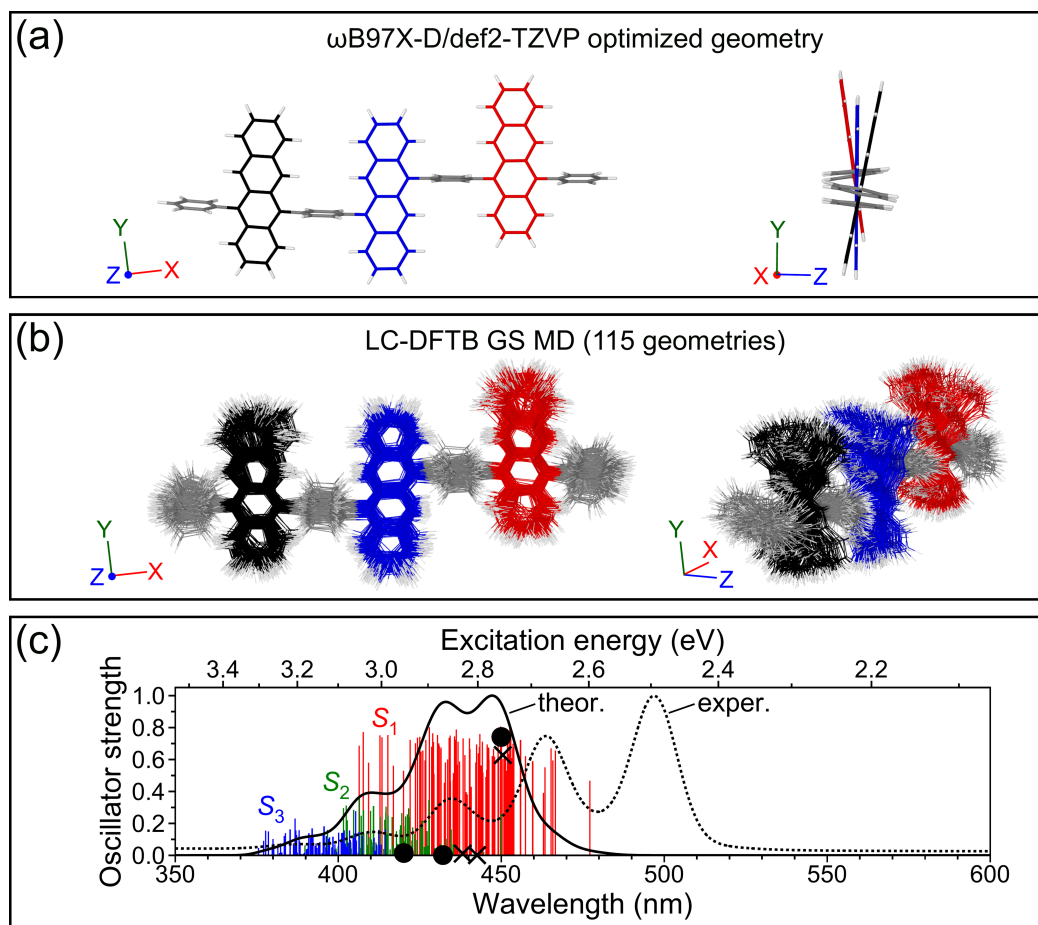 (a)
ωB97X-D/def2-TZVP optimized geometry
Y
Z X
Y
X Z
(b)
LC-DFTB GS MD (115 geometries)
Y
Z X
Y X
Z
(c)
Excitation energy (eV)
3.4 3.2 3.0 2.8 2.6 2.4 2.2
Oscillator strength
1.0
0.8
0.6
0.4
0.2
0.0
theor. exper.
S1
S2
S3
350 400 450 500 550 600
Wavelength (nm)